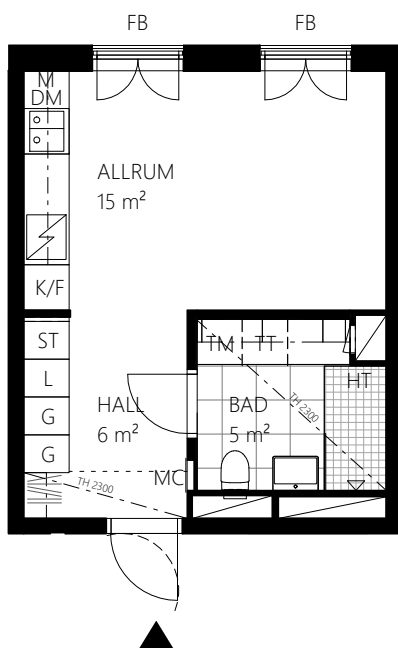 FB
FB
M
DM
ALLRUM
15 m²
K/F
ST
TM
TT
L
HT
G
HALL
6 m²
BAD
5 m²
TH 2300
G
MC
TH 2300